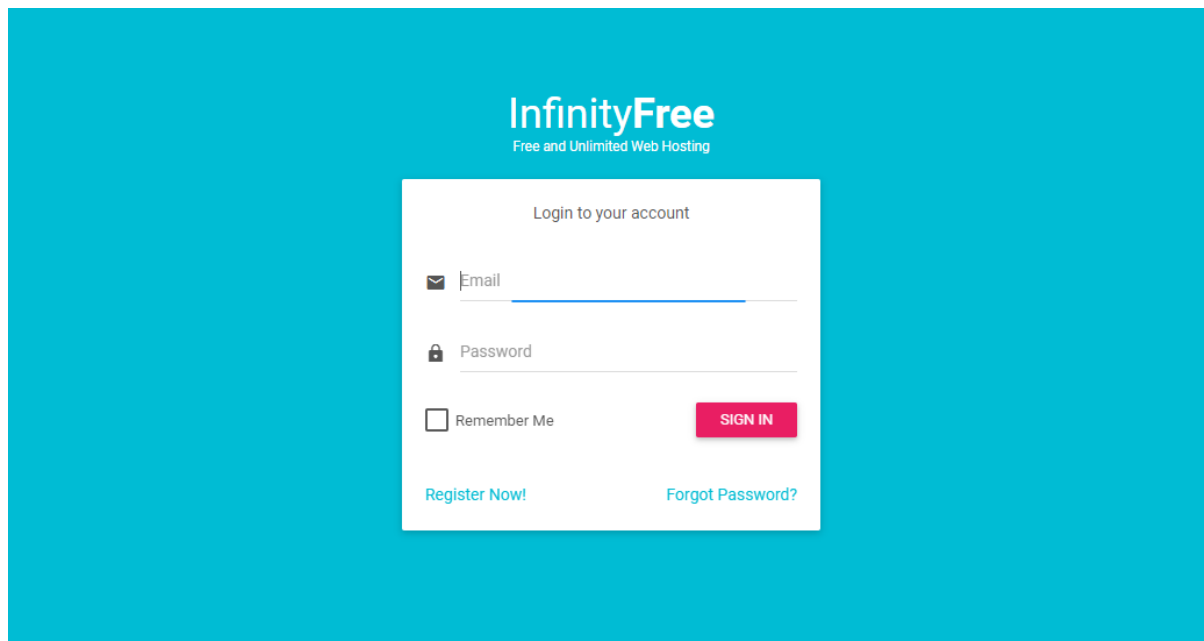 InfinityFree
Free and Unlimited Web Hosting
Login to your account
Email
Password
Remember Me
SIGN IN
Register Now!
Forgot Password?